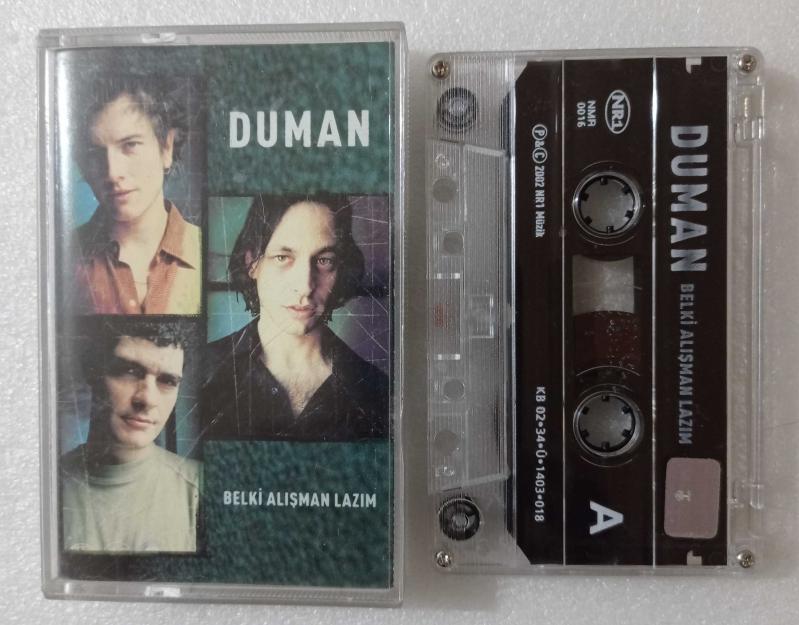 DUMAN
BELKİ ALIŞMAN LAZIM
DUMAN BELKİ ALIŞMAN LAZIM
NR1
NMR
0016
A
℗&© 2002 NR1 Müzik
KB 02•34•Ü•1403•018